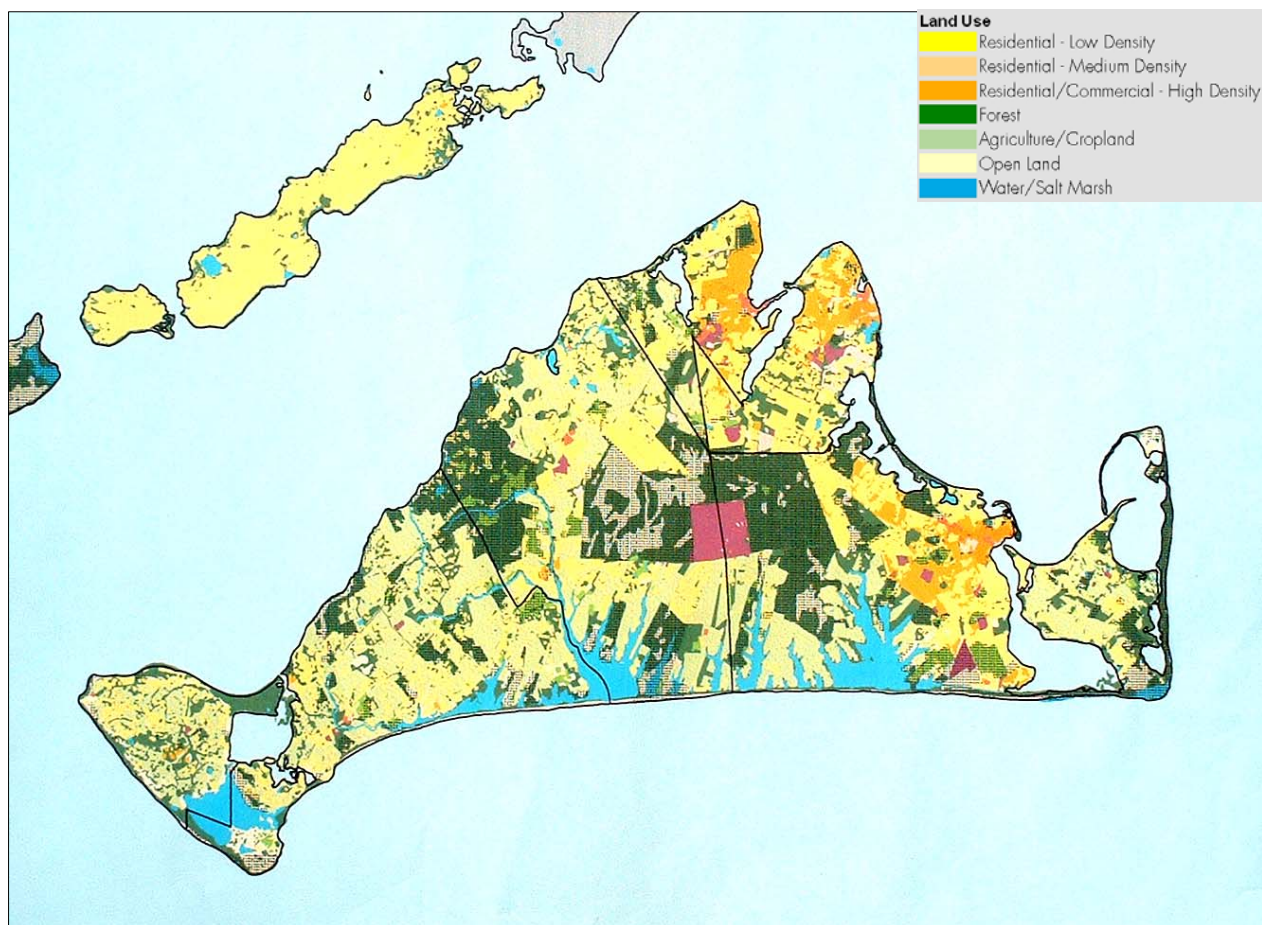 Land Use
Residential - Low Density
Residential - Medium Density
Residential/Commercial - High Density
Forest
Agriculture/Cropland
Open Land
Water/Salt Marsh